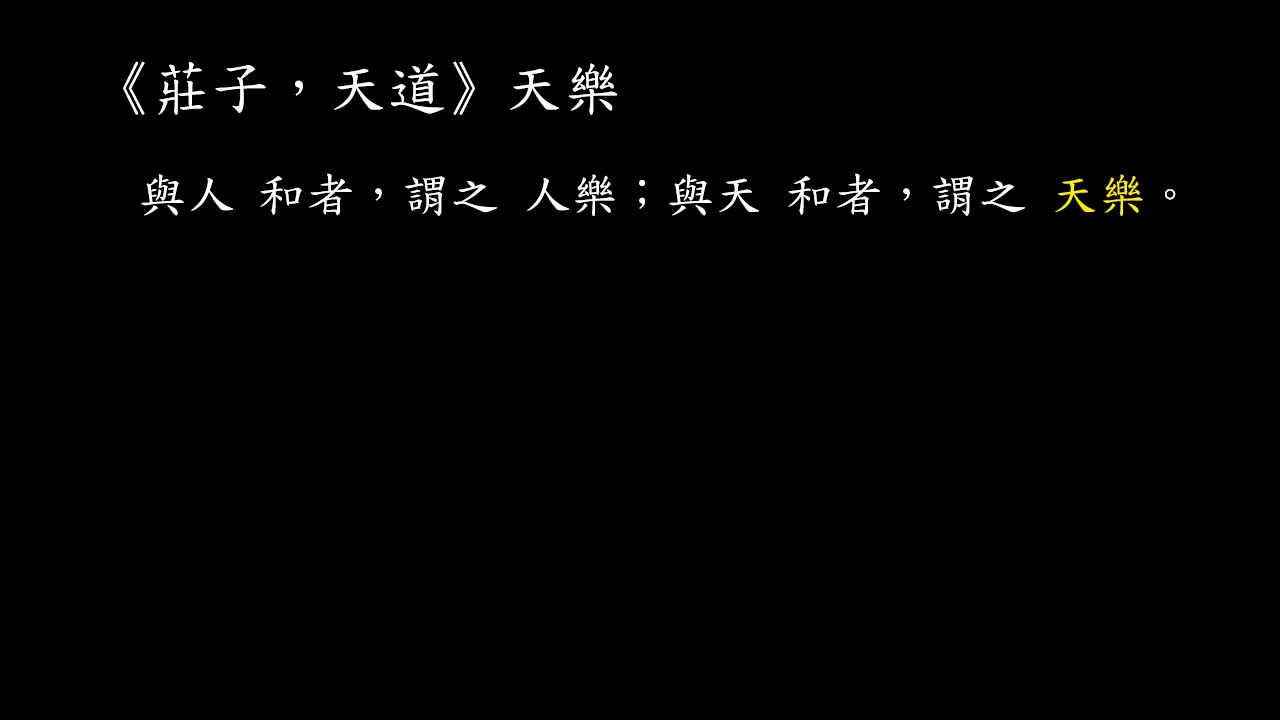 《莊子，天道》天樂
與人 和者，謂之 人樂；與天 和者，謂之 天樂。